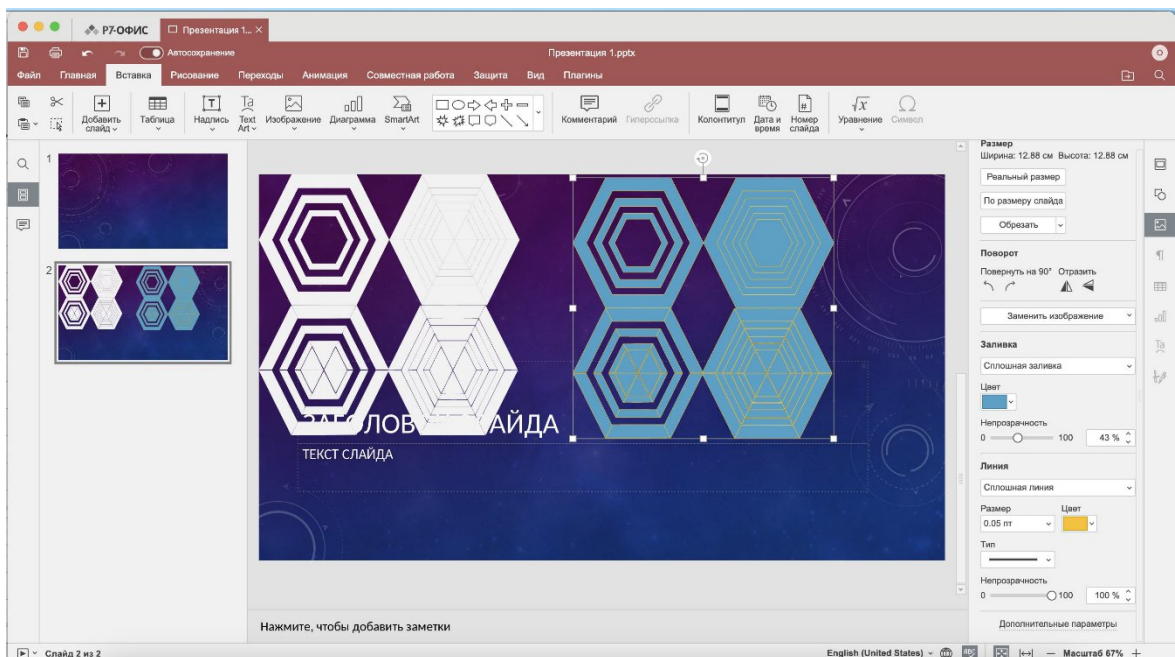 Р7-ОФИС
Презентация 1... ×
Автосохранение
Презентация 1.pptx
Файл Главная Вставка Рисование Переходы Анимация Совместная работа Защита Вид Плагины
Добавить слайд
Таблица
Надпись
Text Art
Изображение
Диаграмма
SmartArt
Комментарий
Гиперссылка
Колонтитул
Дата и время
Номер слайда
Уравнение
Символ
1
2
ТЕКСТ СЛАЙДА
Нажмите, чтобы добавить заметки
Размер
Ширина: 12.88 см Высота: 12.88 см
Реальный размер
По размеру слайда
Обрезать
Поворот
Повернуть на 90° Отразить
Заменить изображение
Заливка
Сплошная заливка
Цвет
Непрозрачность
0 100 43 %
Линия
Сплошная линия
Размер Цвет
0.05 пт
Тип
Непрозрачность
0 100 100 %
Дополнительные параметры
Слайд 2 из 2
English (United States)
Масштаб 67%